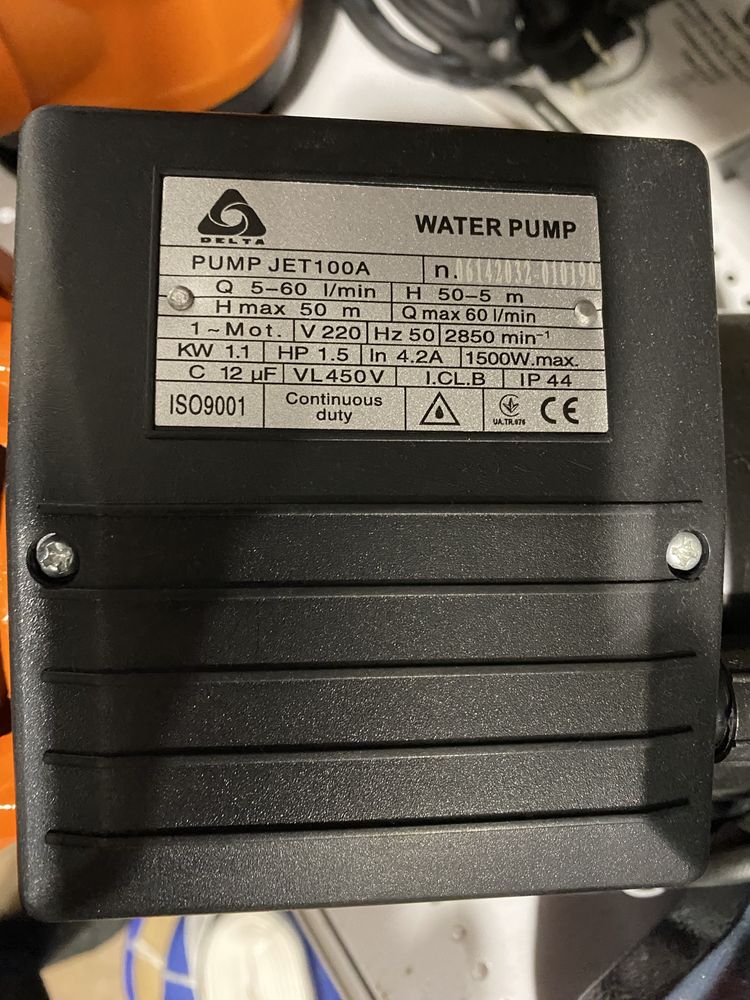 DELTA
WATER PUMP
PUMP JET100A n. 06142032-010190
Q 5-60 l/min H 50-5 m
H max 50 m Q max 60 l/min
1~Mot. V 220 Hz 50 2850 min⁻¹
KW 1.1 HP 1.5 In 4.2A 1500W.max.
C 12 µF VL450V I.CL.B IP 44
ISO9001 Continuous duty UA.TR.076 CE